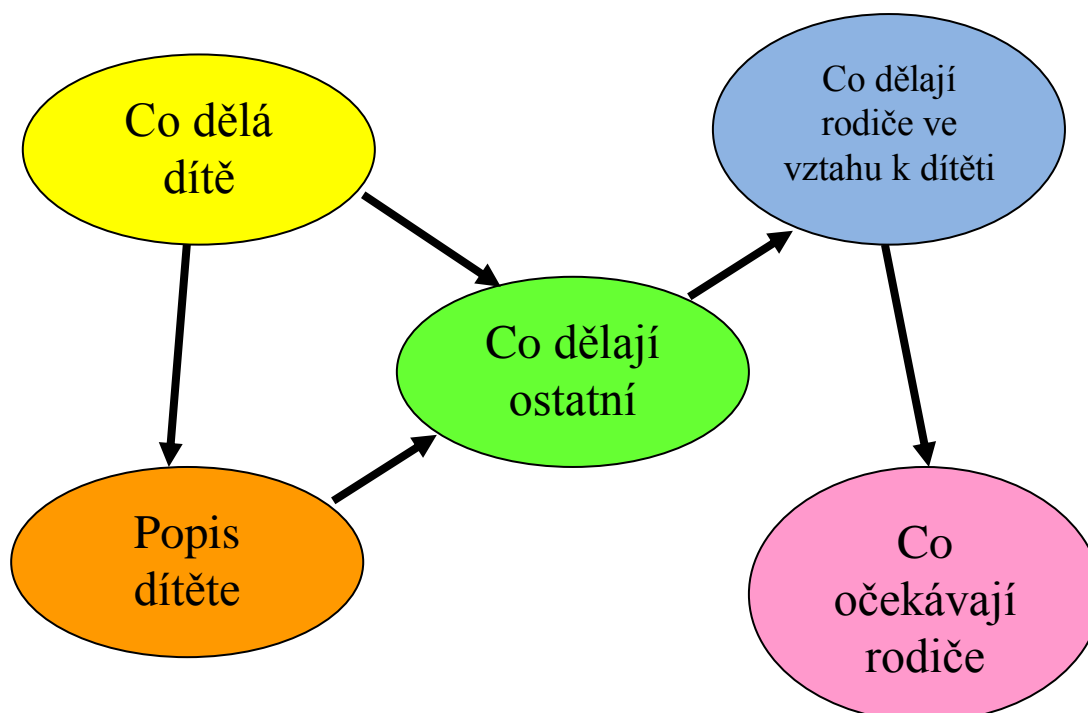 Co dělá
dítě
Co dělají
rodiče ve
vztahu k dítěti
Co dělají
ostatní
Popis
dítěte
Co
očekávají
rodiče